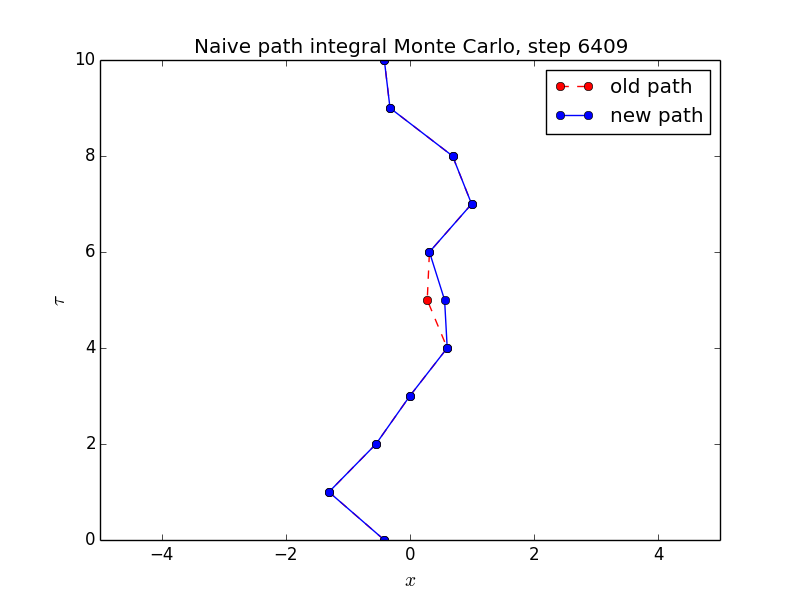 Naive path integral Monte Carlo, step 6409
old path
new path
10
8
6
4
2
0
τ
−4
−2
0
2
4
x